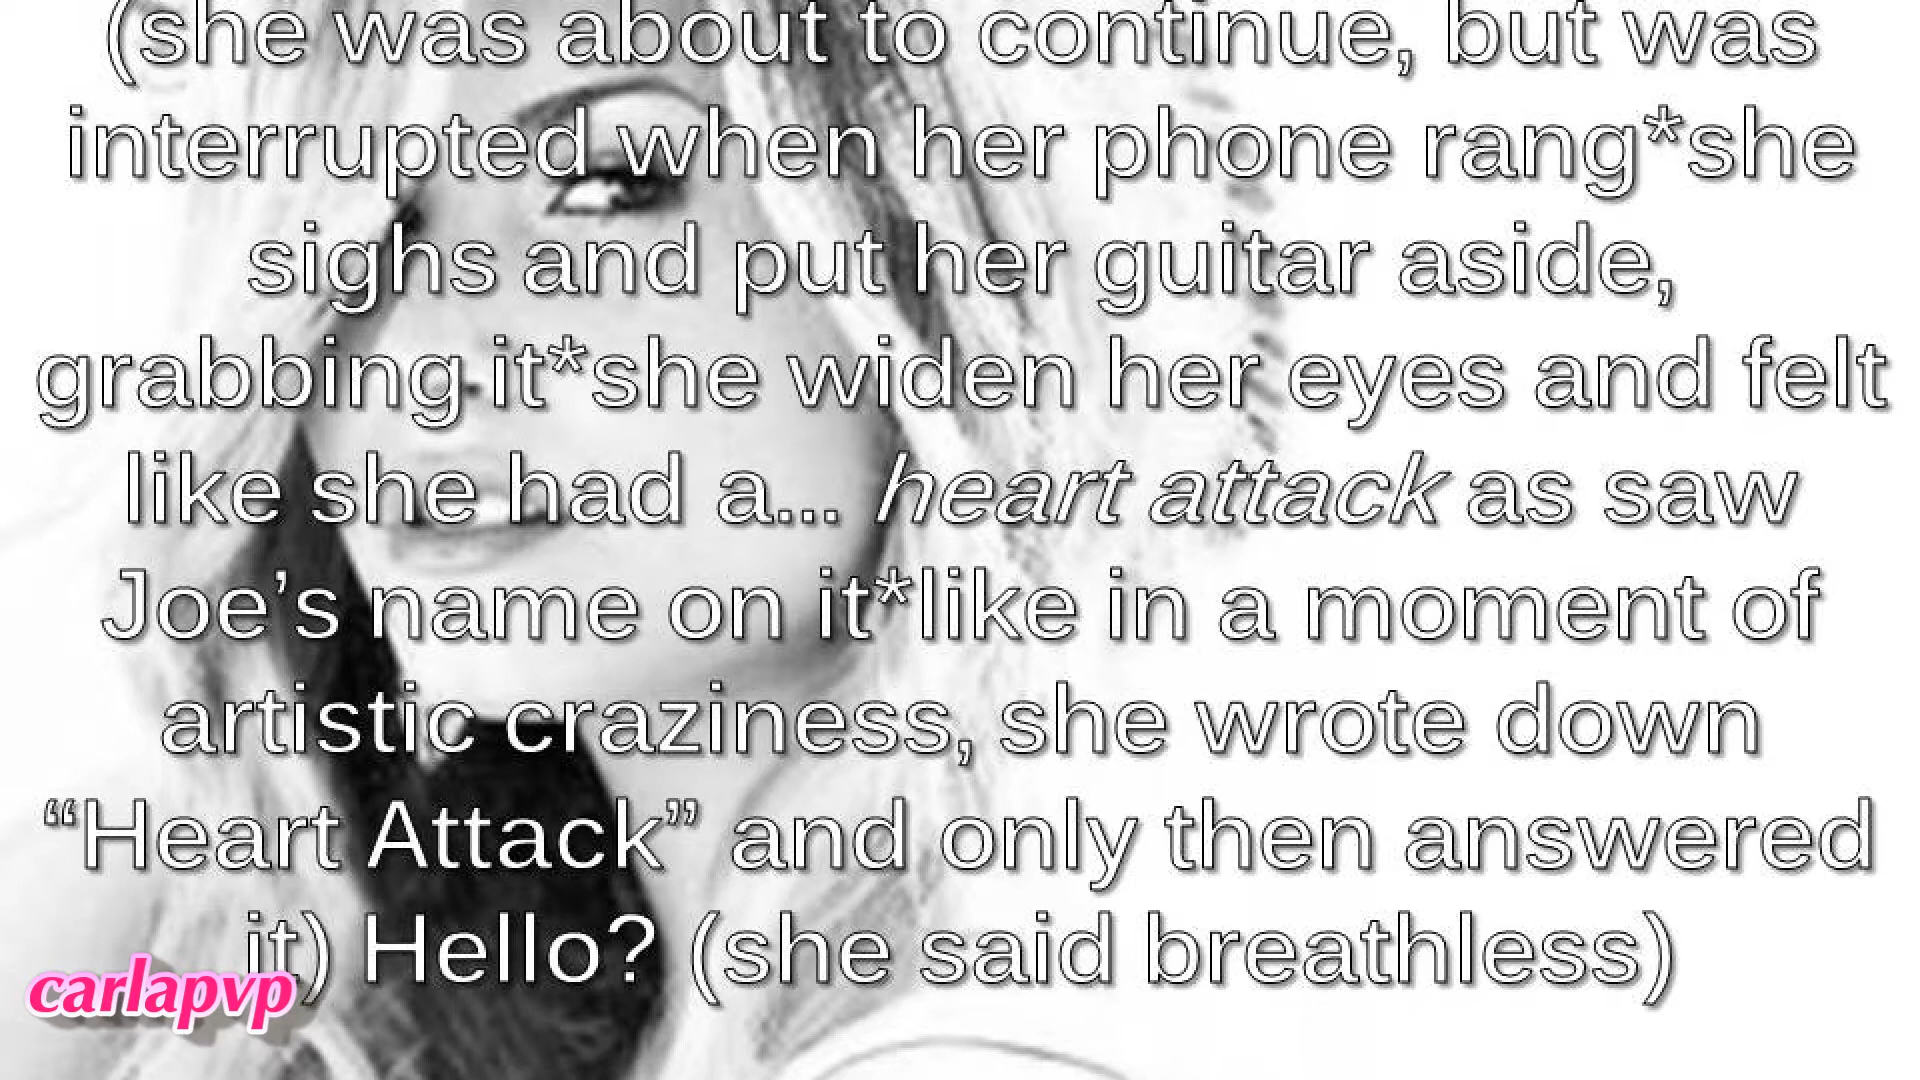 (she was about to continue, but was
interrupted when her phone rang*she
sighs and put her guitar aside,
grabbing it*she widen her eyes and felt
like she had a... heart attack as saw
Joe’s name on it*like in a moment of
artistic craziness, she wrote down
“Heart Attack” and only then answered
it) Hello? (she said breathless)
carlapvp